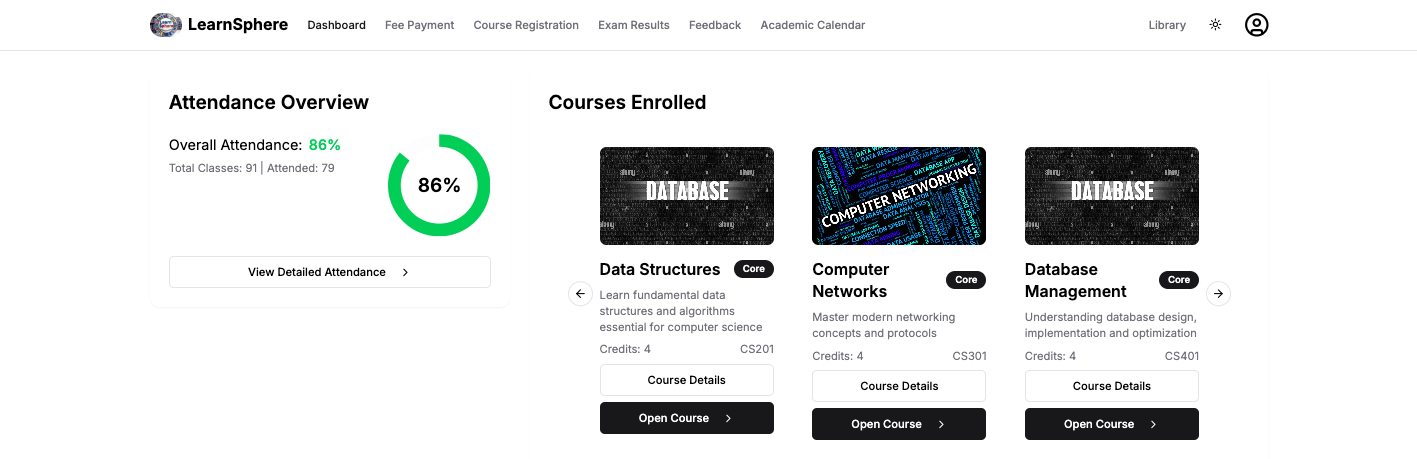 LearnSphere Dashboard Fee Payment Course Registration Exam Results Feedback Academic Calendar Library
Attendance Overview
Overall Attendance: 86%
Total Classes: 91 | Attended: 79
86%
View Detailed Attendance
Courses Enrolled
DATABASE
Data Structures
Core
Learn fundamental data
structures and algorithms
essential for computer science
Credits: 4 CS201
Course Details
Open Course
COMPUTER NETWORKING
Computer
Networks
Core
Master modern networking
concepts and protocols
Credits: 4 CS301
Course Details
Open Course
DATABASE
Database
Management
Core
Understanding database design,
implementation and optimization
Credits: 4 CS401
Course Details
Open Course